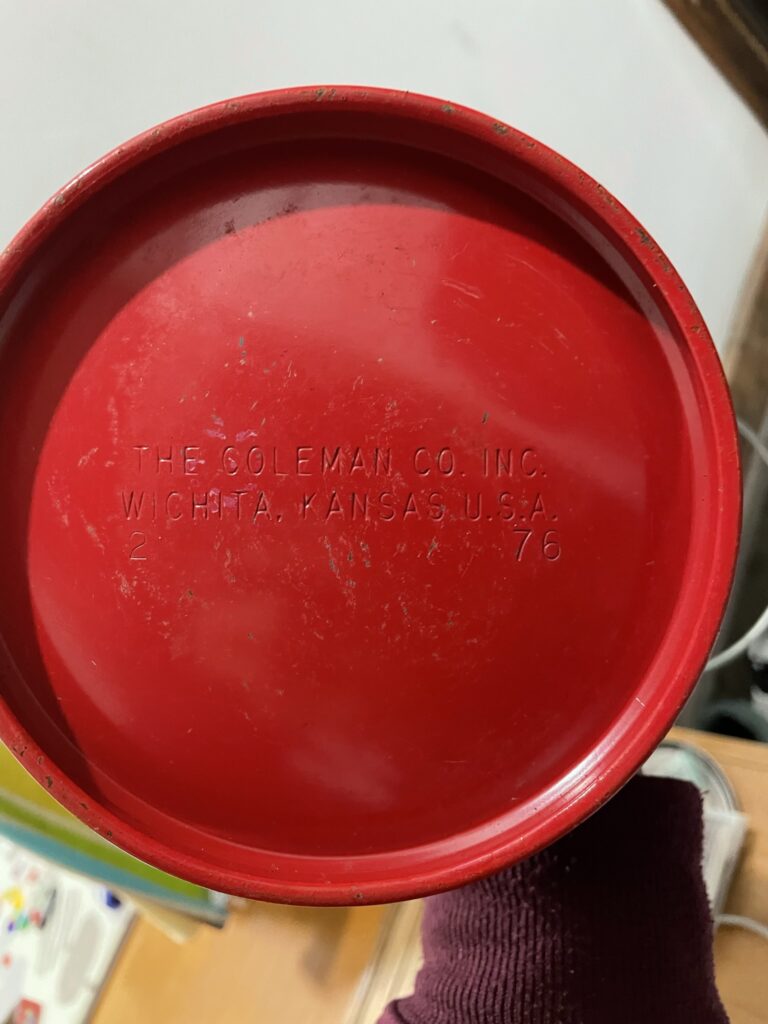 THE COLEMAN CO. INC.
WICHITA, KANSAS U.S.A.
2 76